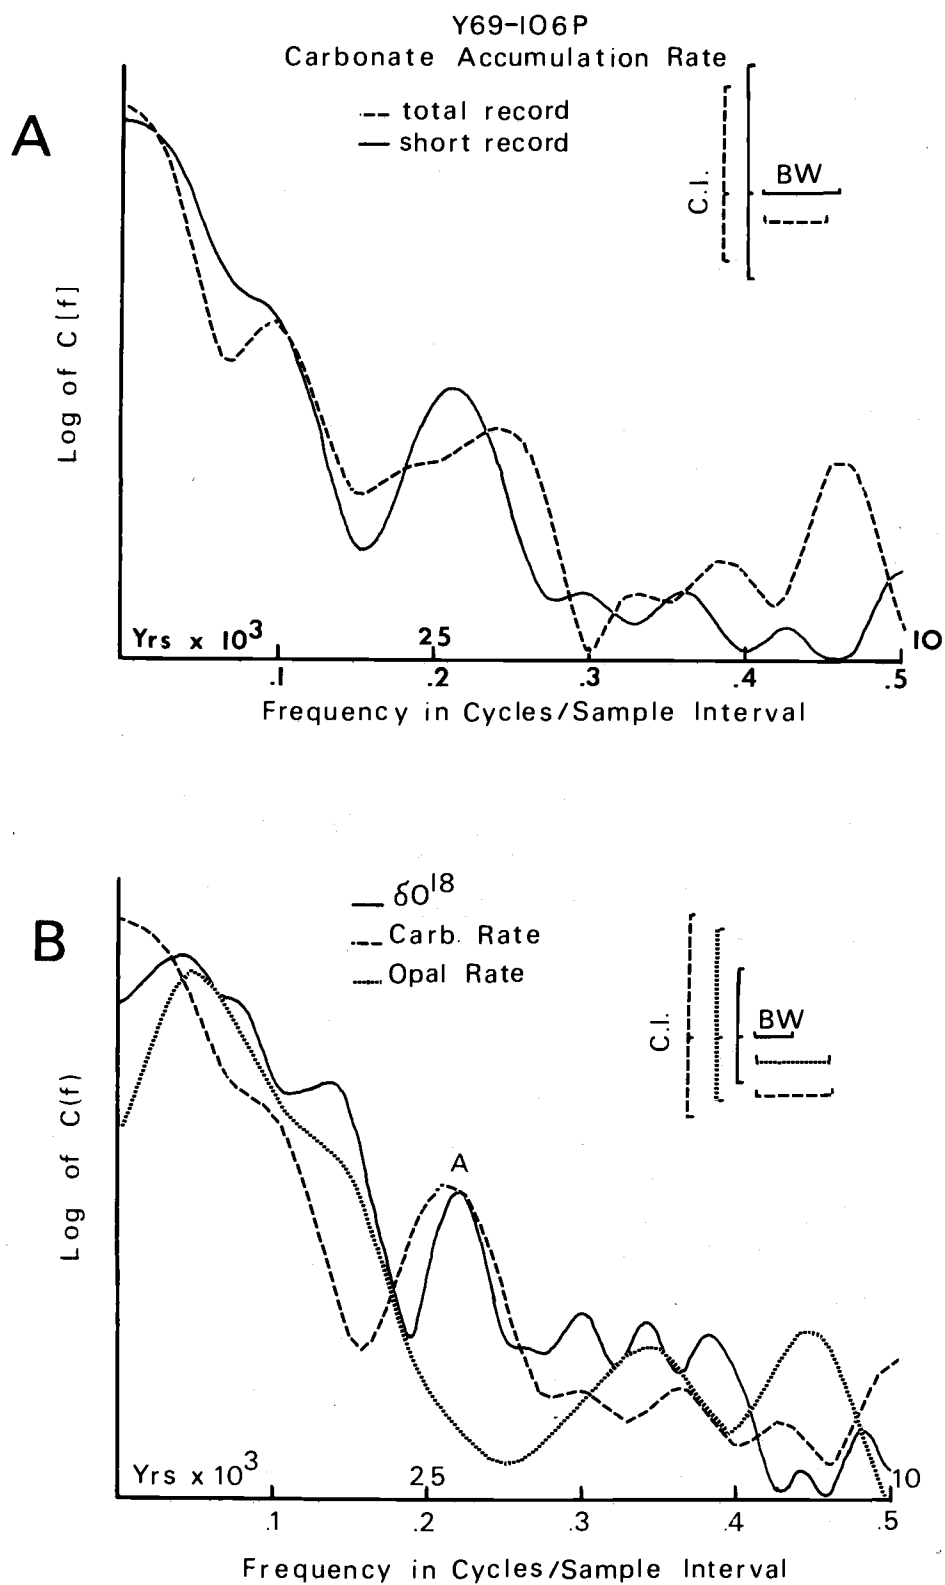 Y69-106P
Carbonate Accumulation Rate
A
total record
short record
C.I.
BW
Log of C[f]
Yrs x 10³ 25 10
.1 .2 .3 .4 .5
Frequency in Cycles/Sample Interval
B
δO¹⁸
Carb. Rate
Opal Rate
C.I.
BW
Log of C(f)
A
Yrs x 10³ 25 10
.1 .2 .3 .4 .5
Frequency in Cycles/Sample Interval